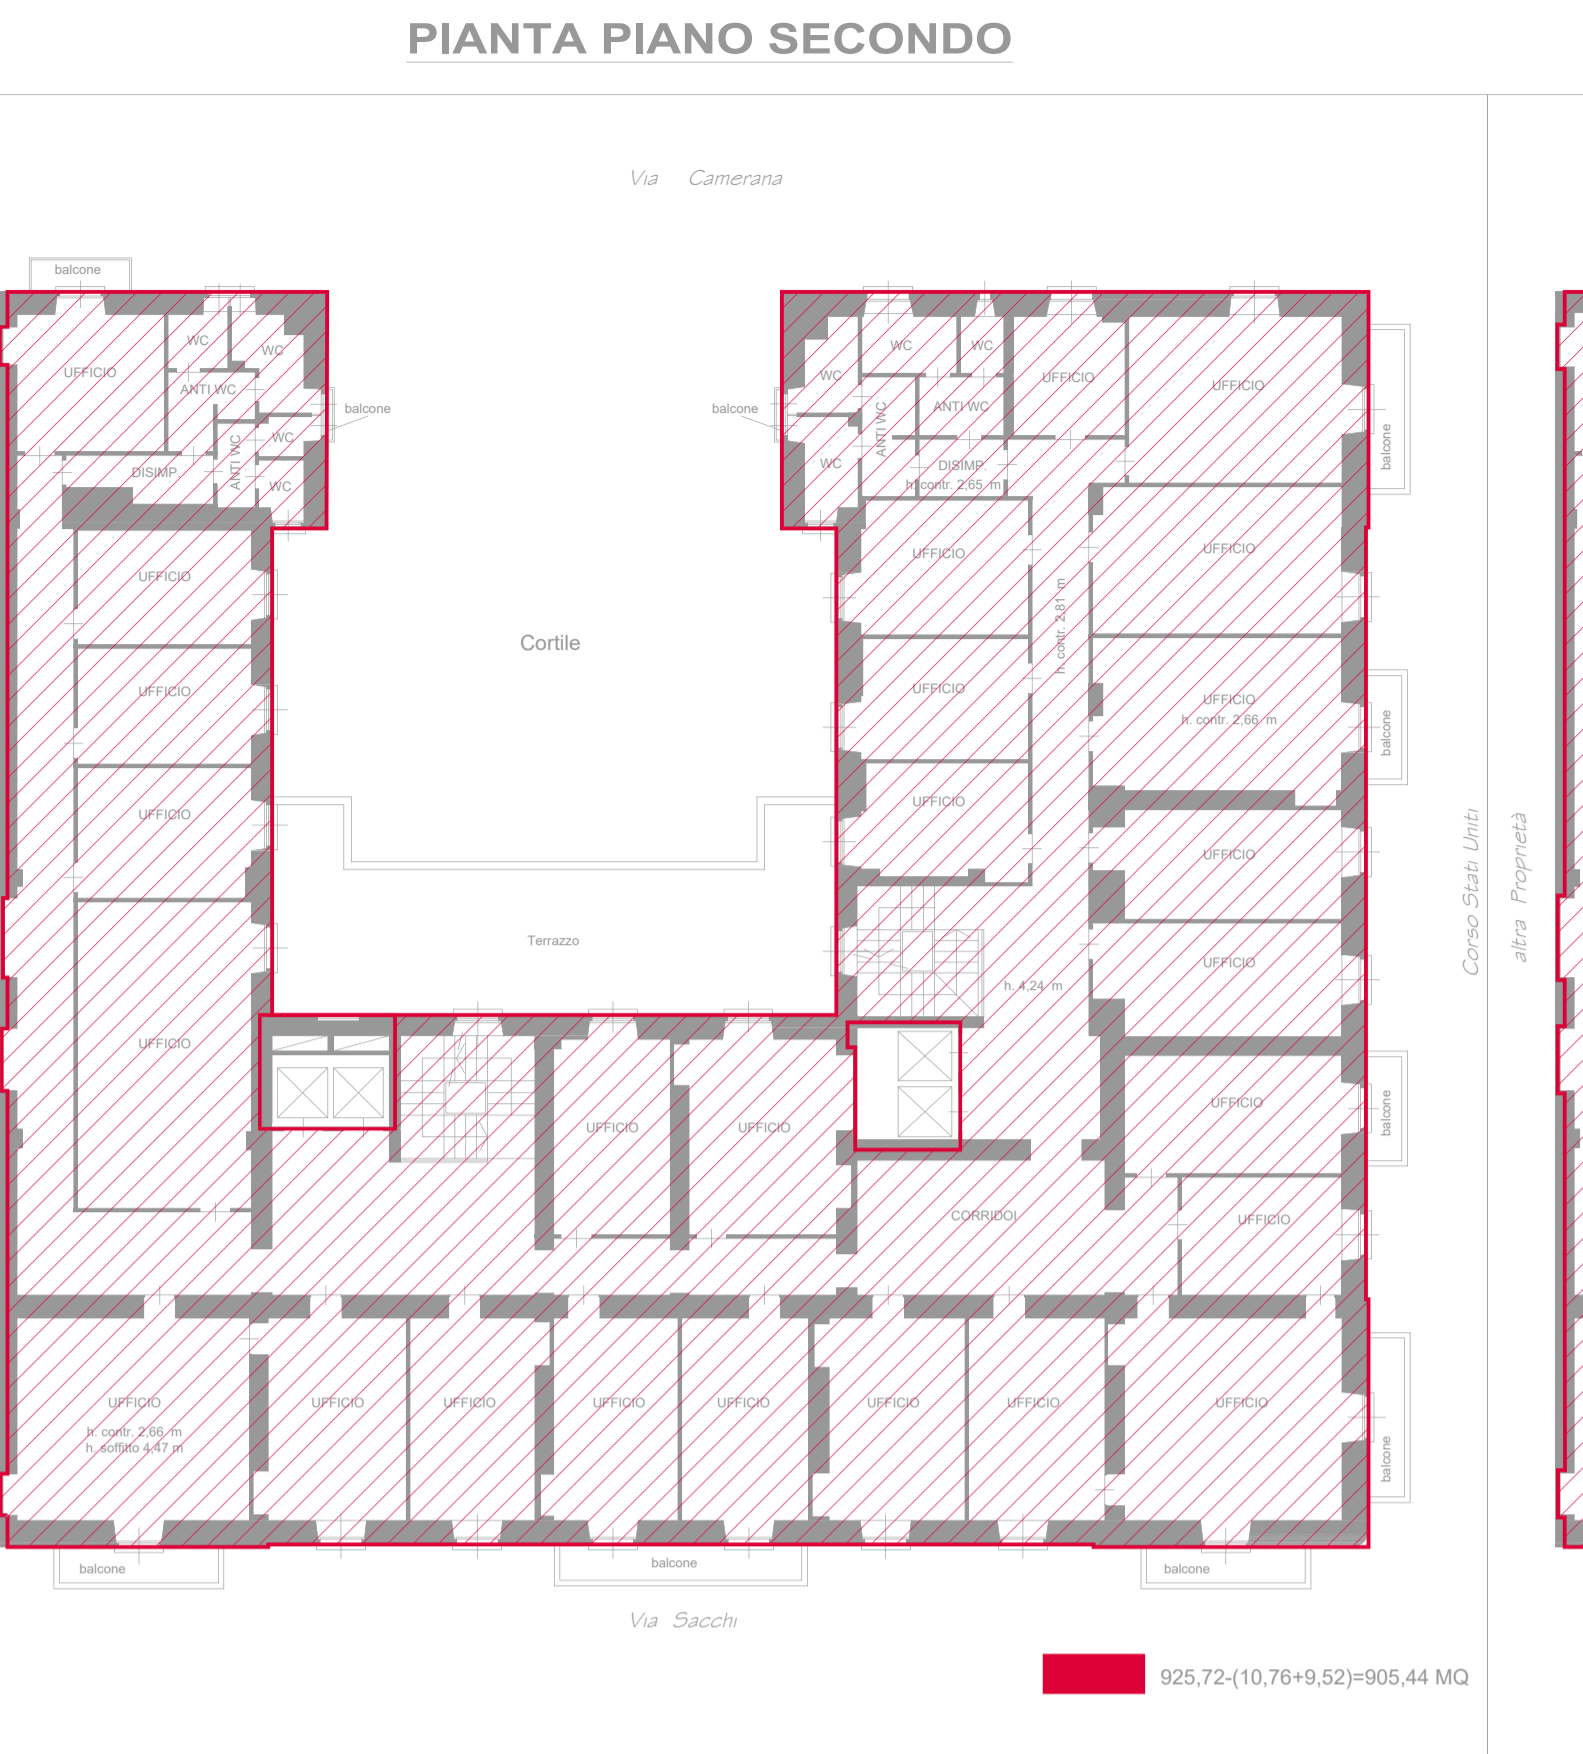 PIANTA PIANO SECONDO
Via Camerana
balcone
WC
WC
UFFICIO
ANTI WC
balcone
WC
ANTI WC
DISIMP.
WC
WC
WC
WC
UFFICIO
UFFICIO
ANTI WC
balcone
ANTI WC
balcone
WC
DISIMP.
h. contr. 2,65 m
UFFICIO
UFFICIO
UFFICIO
UFFICIO
Cortile
h. contr. 2,81 m
UFFICIO
UFFICIO
UFFICIO
h. contr. 2,66 m
balcone
UFFICIO
UFFICIO
UFFICIO
Corso Stati Uniti
altra Proprietà
Terrazzo
UFFICIO
h. 4,24 m
UFFICIO
UFFICIO
UFFICIO
UFFICIO
balcone
CORRIDOI
UFFICIO
UFFICIO
h. contr. 2,66 m
h. soffitto 4,47 m
UFFICIO
UFFICIO
UFFICIO
UFFICIO
UFFICIO
UFFICIO
UFFICIO
balcone
balcone
balcone
balcone
Via Sacchi
925,72-(10,76+9,52)=905,44 MQ